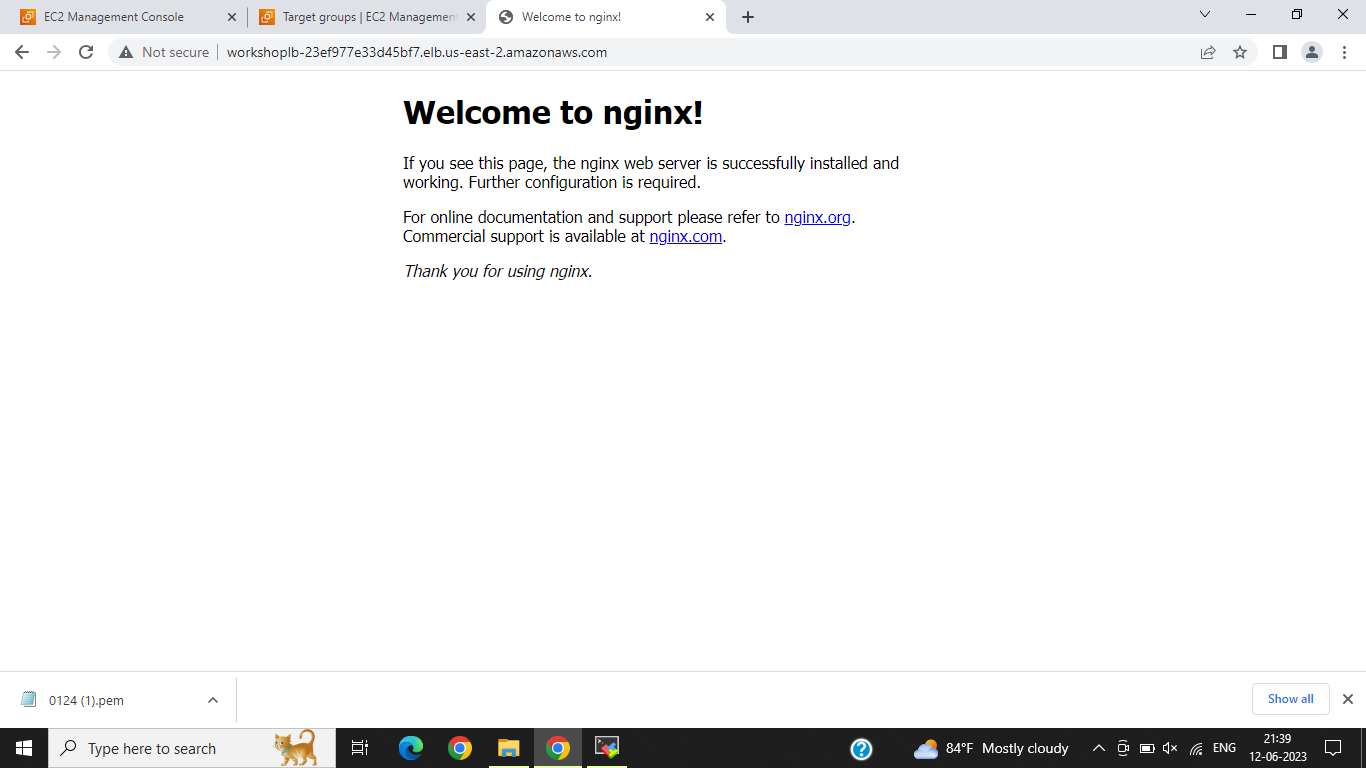 EC2 Management Console
Target groups | EC2 Management
Welcome to nginx!
Not secure
workshoplb-23ef977e33d45bf7.elb.us-east-2.amazonaws.com
Welcome to nginx!
If you see this page, the nginx web server is successfully installed and
working. Further configuration is required.
For online documentation and support please refer to nginx.org.
Commercial support is available at nginx.com.
Thank you for using nginx.
0124 (1).pem
Show all
Type here to search
84°F Mostly cloudy
ENG
21:39
12-06-2023